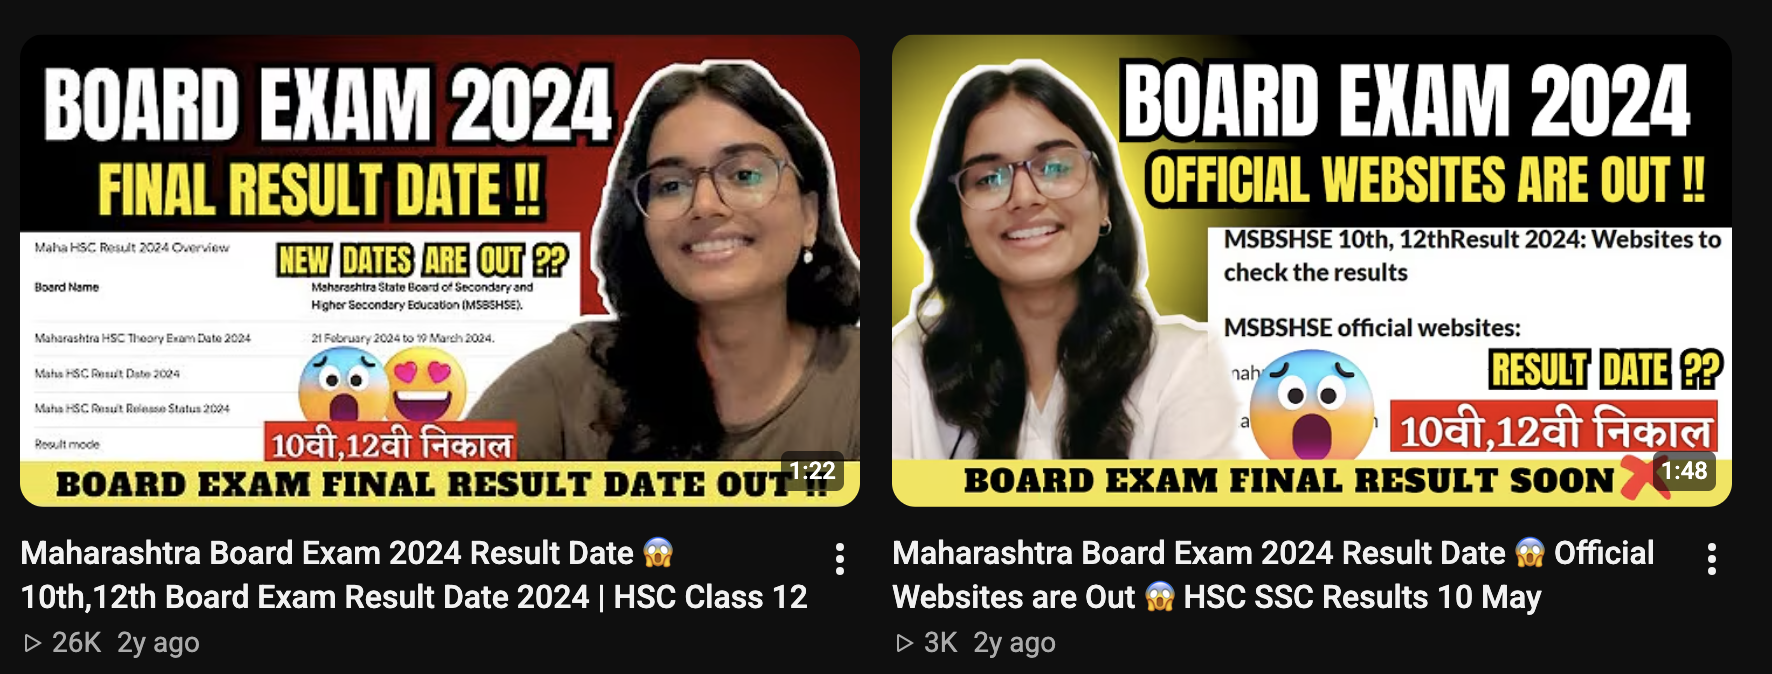 BOARD EXAM 2024
FINAL RESULT DATE !!
Maha HSC Result 2024 Overview
NEW DATES ARE OUT ??
Board Name
Maharashtra State Board of Secondary and
Higher Secondary Education (MSBSHSE).
Maharashtra HSC Theory Exam Date 2024
21 February 2024 to 19 March 2024.
Maha HSC Result Date 2024
Maha HSC Result Release Status 2024
Result mode
10वी,12वी निकाल
BOARD EXAM FINAL RESULT DATE OUT !!
1:22
Maharashtra Board Exam 2024 Result Date 😱
10th,12th Board Exam Result Date 2024 | HSC Class 12
26K 2y ago
BOARD EXAM 2024
OFFICIAL WEBSITES ARE OUT !!
MSBSHSE 10th, 12thResult 2024: Websites to
check the results
MSBSHSE official websites:
RESULT DATE ??
10वी,12वी निकाल
BOARD EXAM FINAL RESULT SOON ❌
1:48
Maharashtra Board Exam 2024 Result Date 😱 Official
Websites are Out 😱 HSC SSC Results 10 May
3K 2y ago